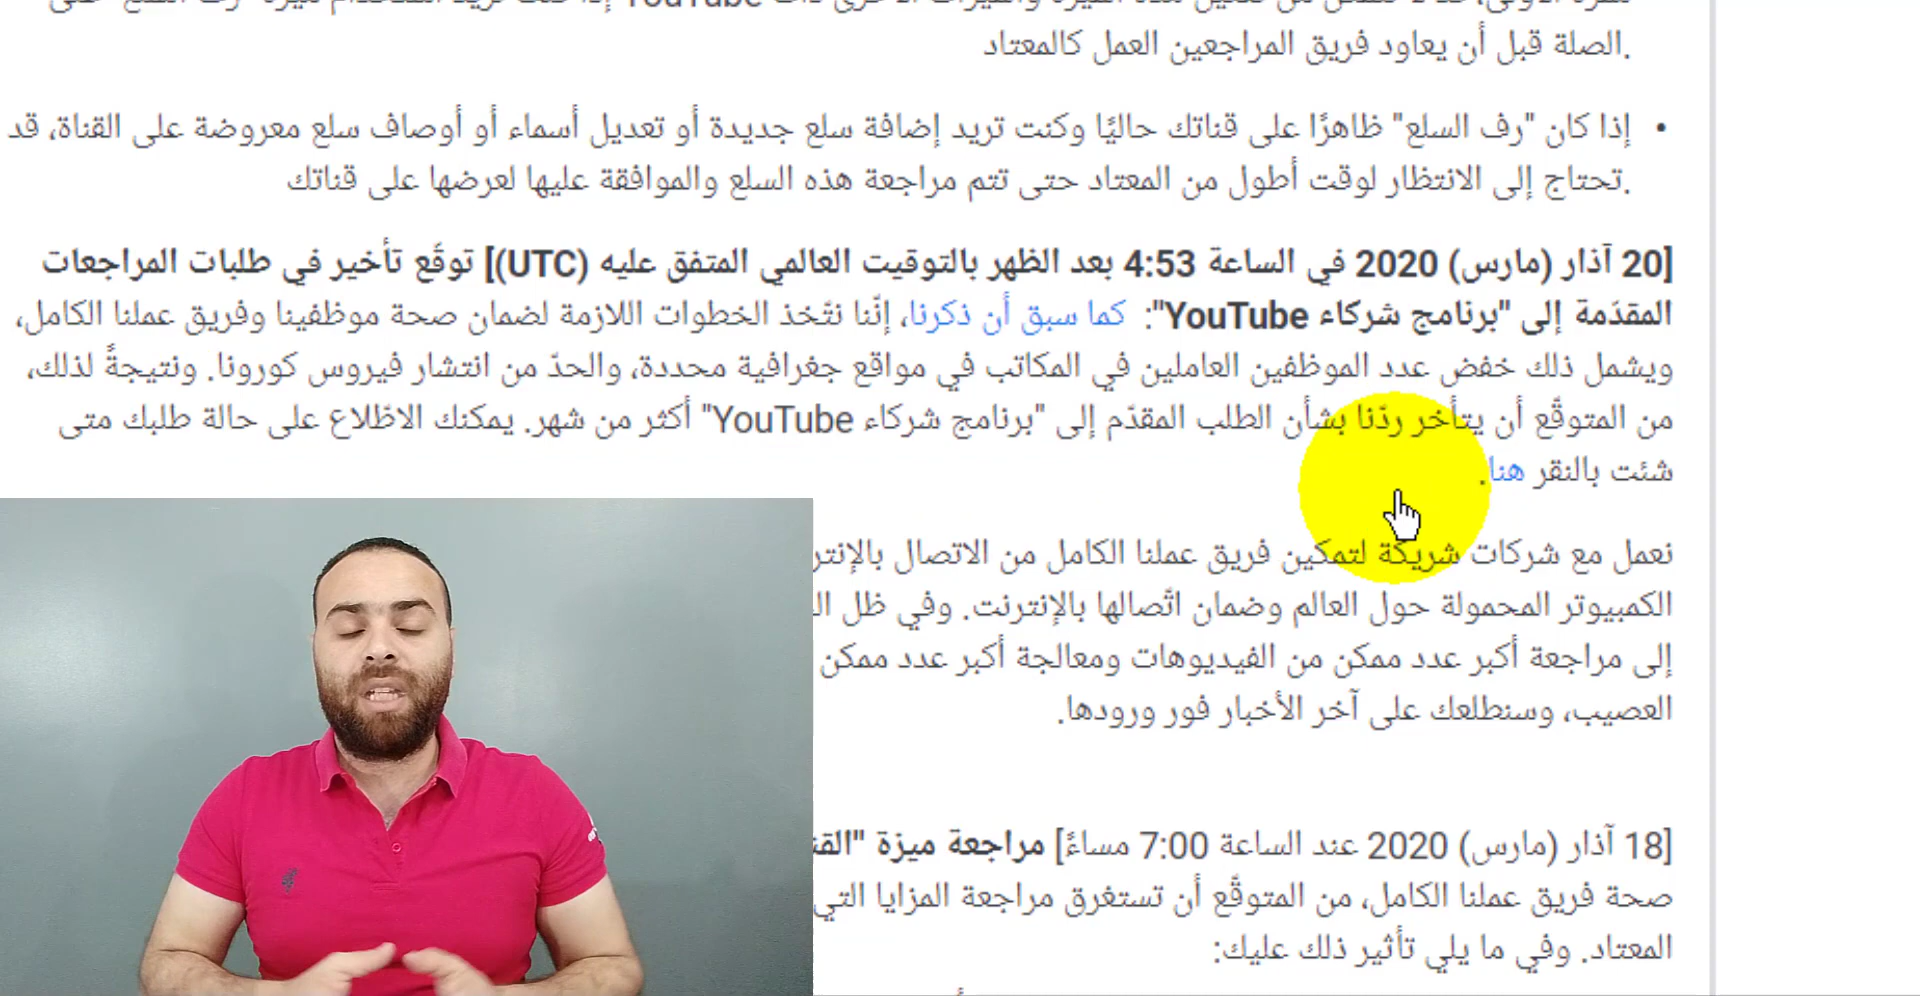 الصلة قبل أن يعاود فريق المراجعين العمل كالمعتاد.
• إذا كان "رف السلع" ظاهرًا على قناتك حاليًا وكنت تريد إضافة سلع جديدة أو تعديل أسماء أو أوصاف سلع معروضة على القناة، قد
تحتاج إلى الانتظار لوقت أطول من المعتاد حتى تتم مراجعة هذه السلع والموافقة عليها لعرضها على قناتك.
[20 آذار (مارس) 2020 في الساعة 4:53 بعد الظهر بالتوقيت العالمي المتفق عليه (UTC)] توقّع تأخير في طلبات المراجعات
المقدّمة إلى "برنامج شركاء YouTube": كما سبق أن ذكرنا، إنّنا نتّخذ الخطوات اللازمة لضمان صحة موظفينا وفريق عملنا الكامل،
ويشمل ذلك خفض عدد الموظفين العاملين في المكاتب في مواقع جغرافية محددة، والحدّ من انتشار فيروس كورونا. ونتيجةً لذلك،
من المتوقّع أن يتأخر ردّنا بشأن الطلب المقدّم إلى "برنامج شركاء YouTube" أكثر من شهر. يمكنك الاطّلاع على حالة طلبك متى
شئت بالنقر هنا.
نعمل مع شركات شريكة لتمكين فريق عملنا الكامل من الاتصال
الكمبيوتر المحمولة حول العالم وضمان اتّصالها بالإنترنت. وفي ظل
إلى مراجعة أكبر عدد ممكن من الفيديوهات ومعالجة أكبر عدد ممكن
العصيب، وسنطلعك على آخر الأخبار فور ورودها.
[18 آذار (مارس) 2020 عند الساعة 7:00 مساءً] مراجعة ميزة
صحة فريق عملنا الكامل، من المتوقّع أن تستغرق مراجعة المزايا التي
المعتاد. وفي ما يلي تأثير ذلك عليك: